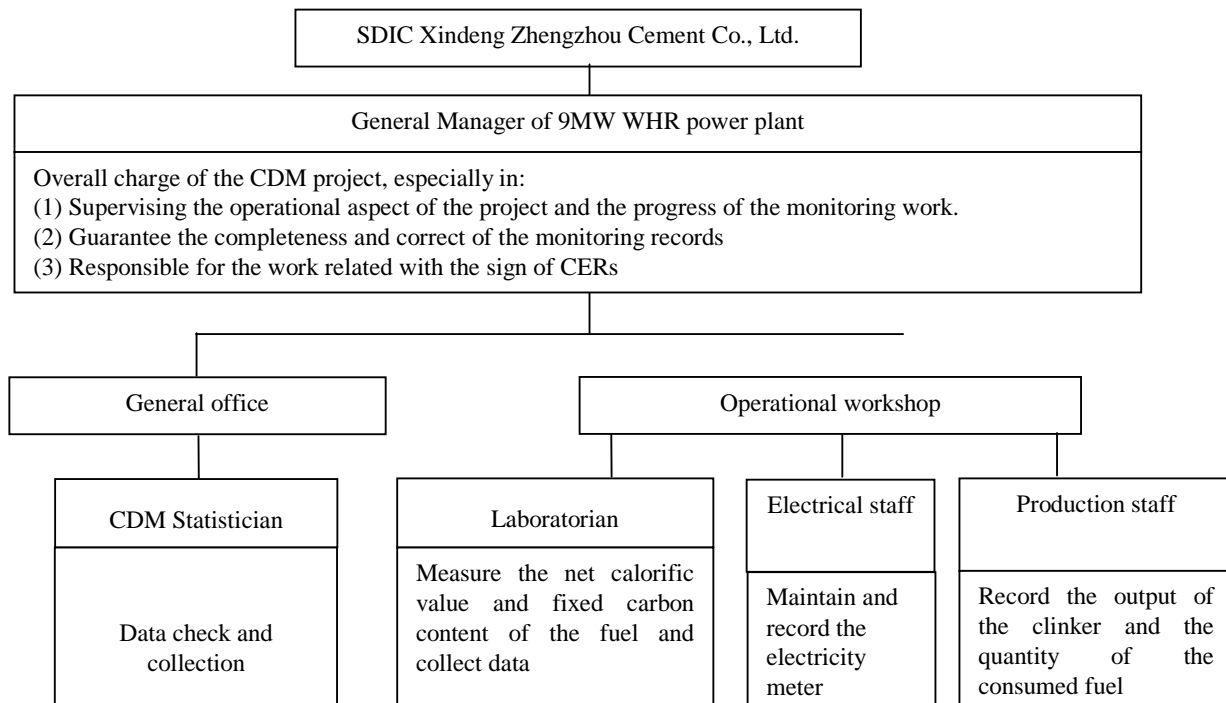 SDIC Xindeng Zhengzhou Cement Co., Ltd.
General Manager of 9MW WHR power plant
Overall charge of the CDM project, especially in:
(1) Supervising the operational aspect of the project and the progress of the monitoring work.
(2) Guarantee the completeness and correct of the monitoring records
(3) Responsible for the work related with the sign of CERs
General office
Operational workshop
CDM Statistician
Data check and
collection
Laboratorian
Measure the net calorific
value and fixed carbon
content of the fuel and
collect data
Electrical staff
Maintain and
record the
electricity
meter
Production staff
Record the output of
the clinker and the
quantity of the
consumed fuel